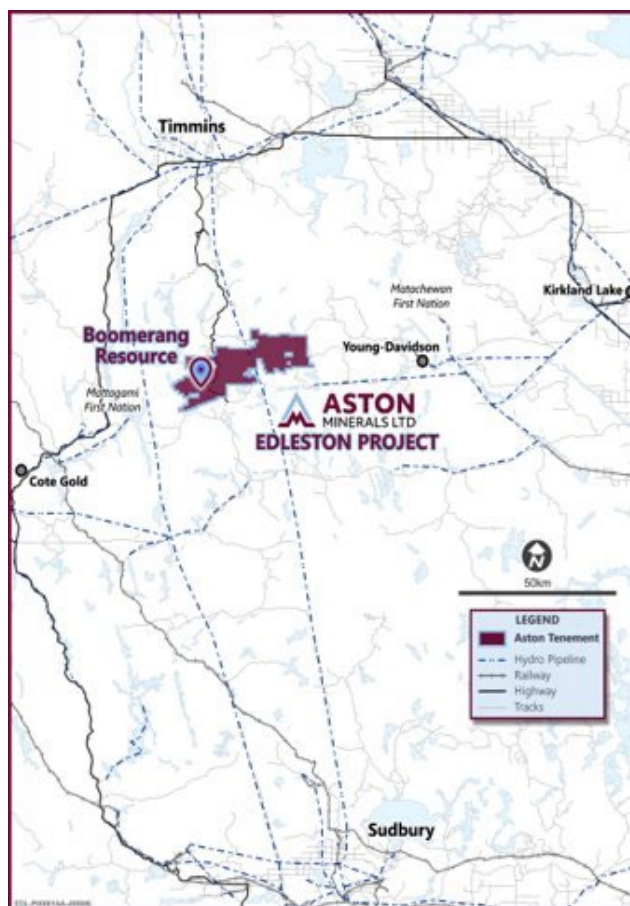 Timmins
Kirkland Lake
Matachewan
First Nation
Young-Davidson
Boomerang
Resource
Mattagami
First Nation
ASTON
MINERALS LTD
EDLESTON PROJECT
Cote Gold
N
50km
LEGEND
Aston Tenement
Hydro Pipeline
Railway
Highway
Tracks
Sudbury